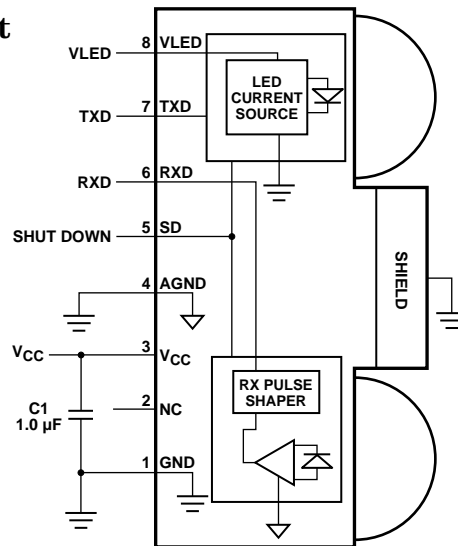 t
8 VLED
VLED
LED
CURRENT
SOURCE
7 TXD
TXD
6 RXD
RXD
5 SD
SHUT DOWN
SHIELD
4 AGND
3 VCC
VCC
RX PULSE
SHAPER
2 NC
C1
1.0 µF
1 GND